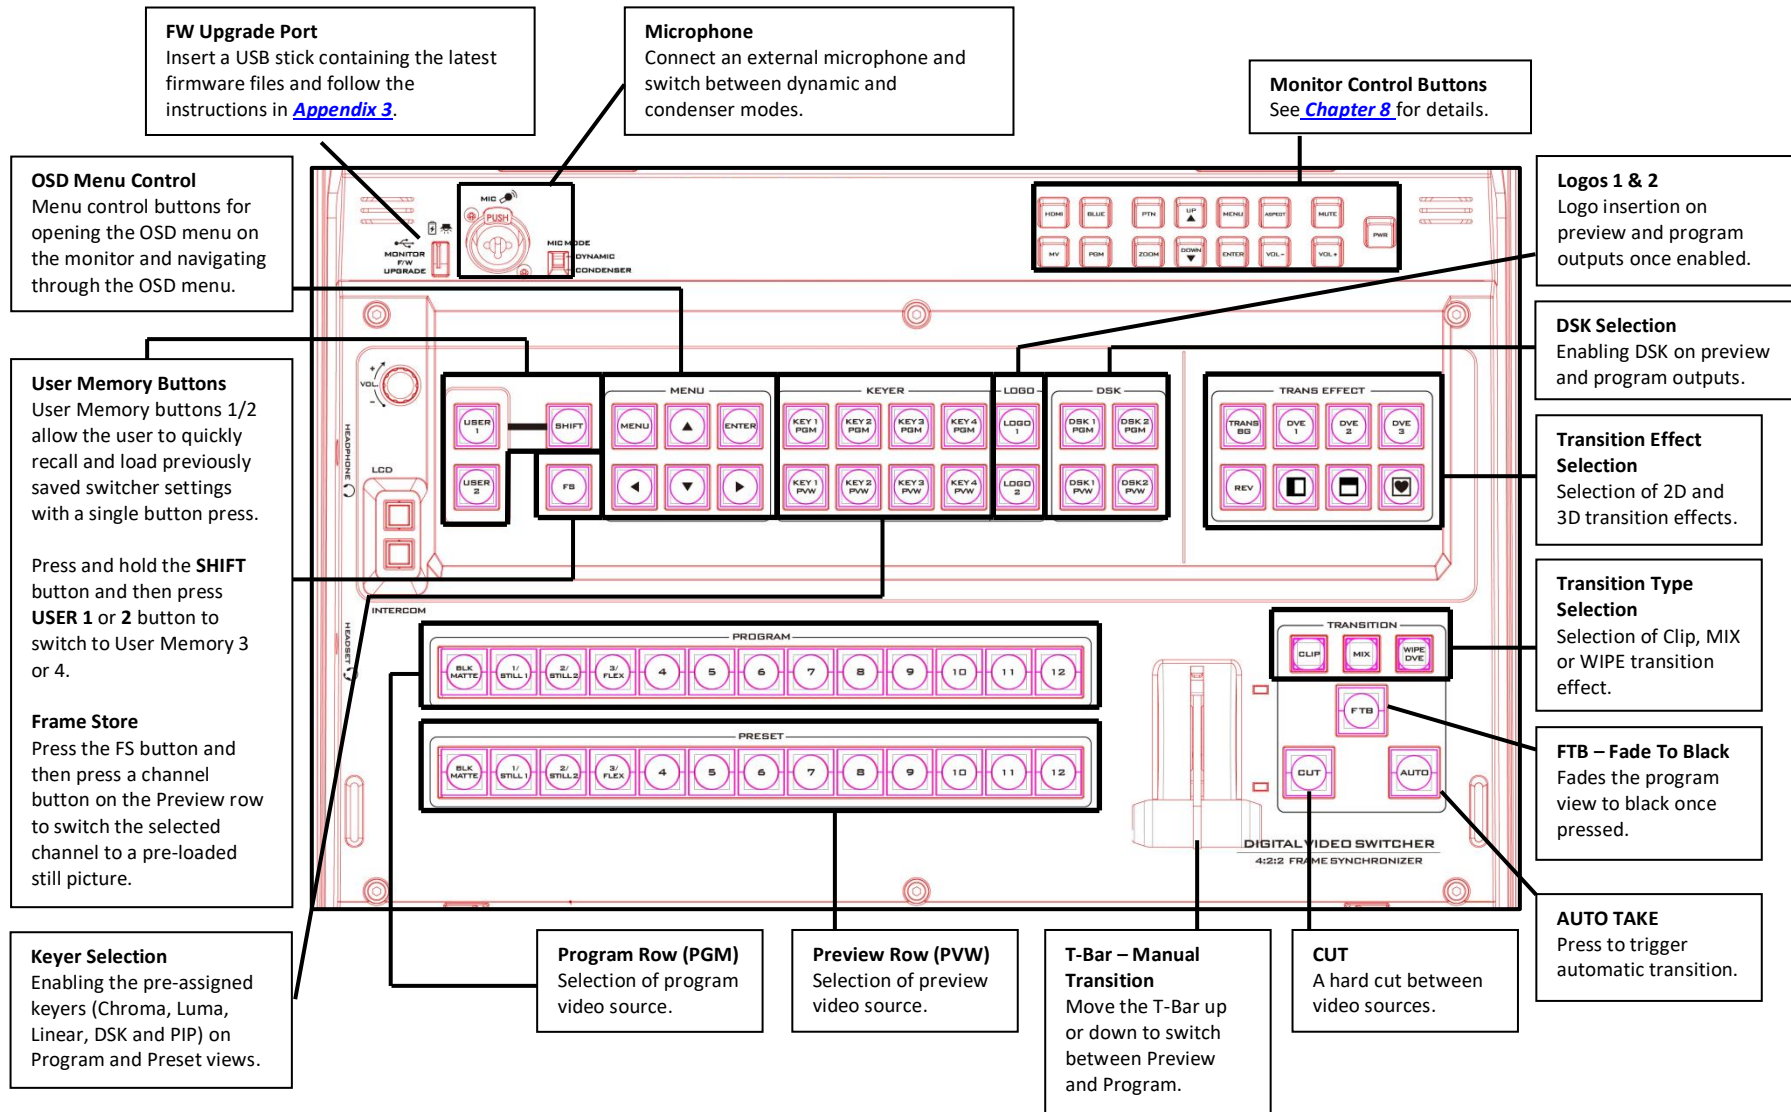 FW Upgrade Port
Insert a USB stick containing the latest
firmware files and follow the
instructions in Appendix 3.
Microphone
Connect an external microphone and
switch between dynamic and
condenser modes.
Monitor Control Buttons
See Chapter 8 for details.
OSD Menu Control
Menu control buttons for
opening the OSD menu on
the monitor and navigating
through the OSD menu.
Logos 1 & 2
Logo insertion on
preview and program
outputs once enabled.
DSK Selection
Enabling DSK on preview
and program outputs.
User Memory Buttons
User Memory buttons 1/2
allow the user to quickly
recall and load previously
saved switcher settings
with a single button press.
Press and hold the SHIFT
button and then press
USER 1 or 2 button to
switch to User Memory 3
or 4.
Frame Store
Press the FS button and
then press a channel
button on the Preview row
to switch the selected
channel to a pre-loaded
still picture.
Transition Effect
Selection
Selection of 2D and
3D transition effects.
Transition Type
Selection
Selection of Clip, MIX
or WIPE transition
effect.
FTB – Fade To Black
Fades the program
view to black once
pressed.
AUTO TAKE
Press to trigger
automatic transition.
Keyer Selection
Enabling the pre-assigned
keyers (Chroma, Luma,
Linear, DSK and PIP) on
Program and Preset views.
Program Row (PGM)
Selection of program
video source.
Preview Row (PVW)
Selection of preview
video source.
T-Bar – Manual
Transition
Move the T-Bar up
or down to switch
between Preview
and Program.
CUT
A hard cut between
video sources.
MIC
PUSH
MIC MODE
DYNAMIC
CONDENSER
MONITOR
F/W
UPGRADE
HDMI BLUE PTN UP MENU ASPECT MUTE
PWR
MV PGM ZOOM DOWN ENTER VOL- VOL+
+
VOL.
-
HEADPHONE
LCD
INTERCOM
HEADSET
USER
1
SHIFT
USER
2
FS
MENU
MENU ▲ ENTER
◄ ▼ ►
KEYER
KEY 1
PGM
KEY 2
PGM
KEY 3
PGM
KEY 4
PGM
KEY 1
PVW
KEY 2
PVW
KEY 3
PVW
KEY 4
PVW
LOGO
LOGO
1
LOGO
2
DSK
DSK 1
PGM
DSK 2
PGM
DSK 1
PVW
DSK 2
PVW
TRANS EFFECT
TRANS
BG
DVE
1
DVE
2
DVE
3
REV
PROGRAM
BLK
MATTE
1/
STILL 1
2/
STILL 2
3/
FLEX
4 5 6 7 8 9 10 11 12
PRESET
BLK
MATTE
1/
STILL 1
2/
STILL 2
3/
FLEX
4 5 6 7 8 9 10 11 12
TRANSITION
CLIP MIX WIPE
DVE
FTB
CUT AUTO
DIGITAL VIDEO SWITCHER
4:2:2 FRAME SYNCHRONIZER